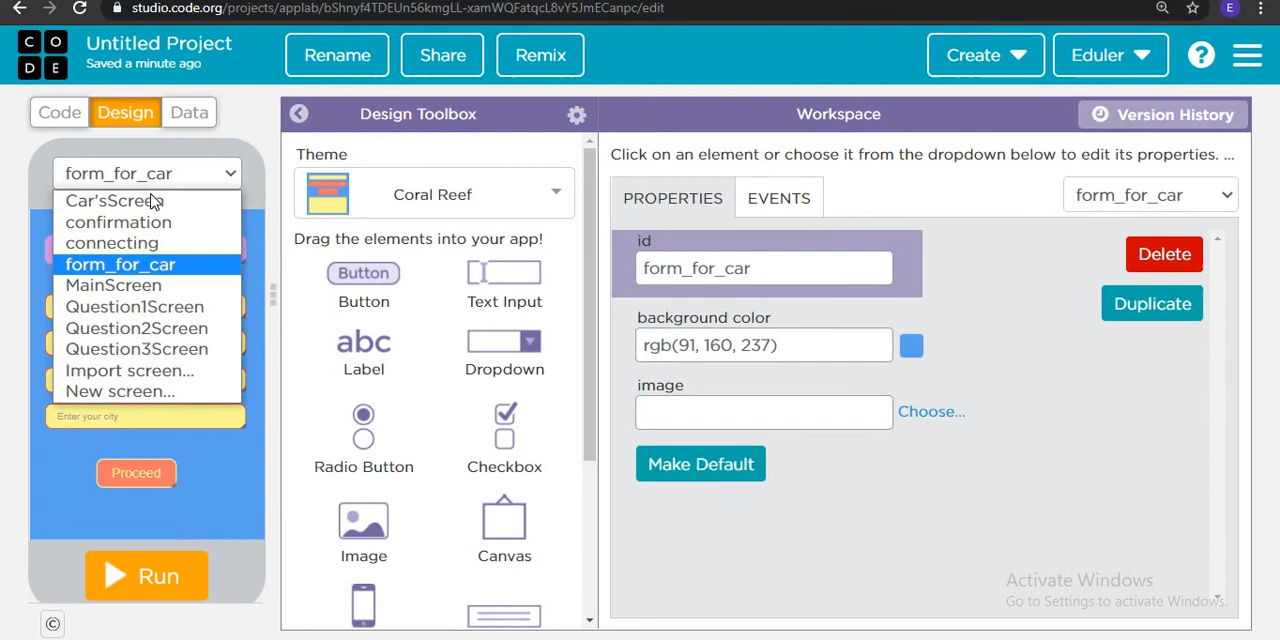 studio.code.org/projects/applab/bShnyf4TDEUn56kmgLL-xamWQFatqcL8vY5JmECanpc/edit
E
C O
D E
Untitled Project
Saved a minute ago
Rename
Share
Remix
Create
Eduler
?
Code
Design
Data
Design Toolbox
Workspace
Version History
form_for_car
Car'sScreen
confirmation
connecting
form_for_car
MainScreen
Question1Screen
Question2Screen
Question3Screen
Import screen...
New screen...
Enter your city
Proceed
Run
©
Theme
Coral Reef
Drag the elements into your app!
Button
Button
Text Input
abc
Label
Dropdown
Radio Button
Checkbox
Image
Canvas
Click on an element or choose it from the dropdown below to edit its properties. ...
PROPERTIES
EVENTS
form_for_car
id
form_for_car
Delete
Duplicate
background color
rgb(91, 160, 237)
image
Choose...
Make Default
Activate Windows
Go to Settings to activate Windows.